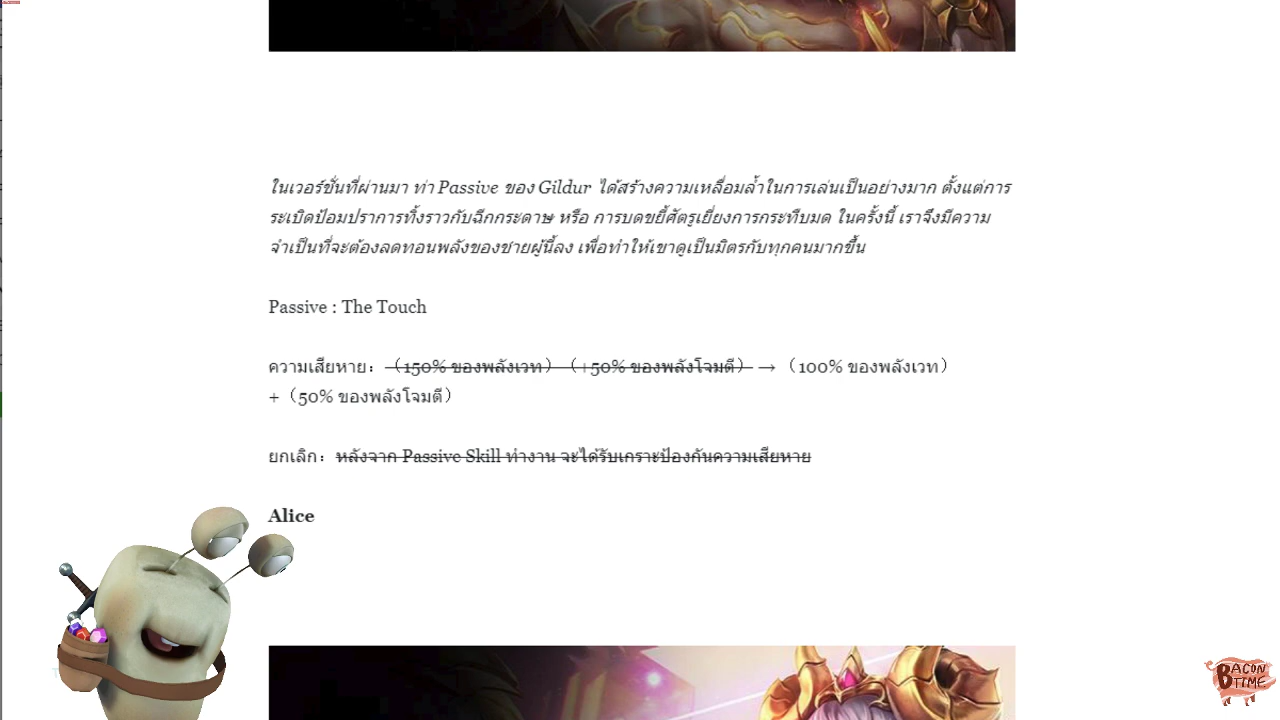 ในเวอร์ชั่นที่ผ่านมา ท่า Passive ของ Gildur ได้สร้างความเหลื่อมล้ำในการเล่นเป็นอย่างมาก ตั้งแต่การ
ระเบิดป้อมปราการทิ้งราวกับฉีกกระดาษ หรือ การบดขยี้ศัตรูเยี่ยงการกระทืบมด ในครั้งนี้ เราจึงมีความ
จำเป็นที่จะต้องลดทอนพลังของชายผู้นี้ลง เพื่อทำให้เขาดูเป็นมิตรกับทุกคนมากขึ้น
Passive : The Touch
ความเสียหาย： （150% ของพลังเวท）（+50% ของพลังโจมตี） → （100% ของพลังเวท）
+（50% ของพลังโจมตี）
ยกเลิก： หลังจาก Passive Skill ทำงาน จะได้รับเกราะป้องกันความเสียหาย
Alice
BACON
TIME